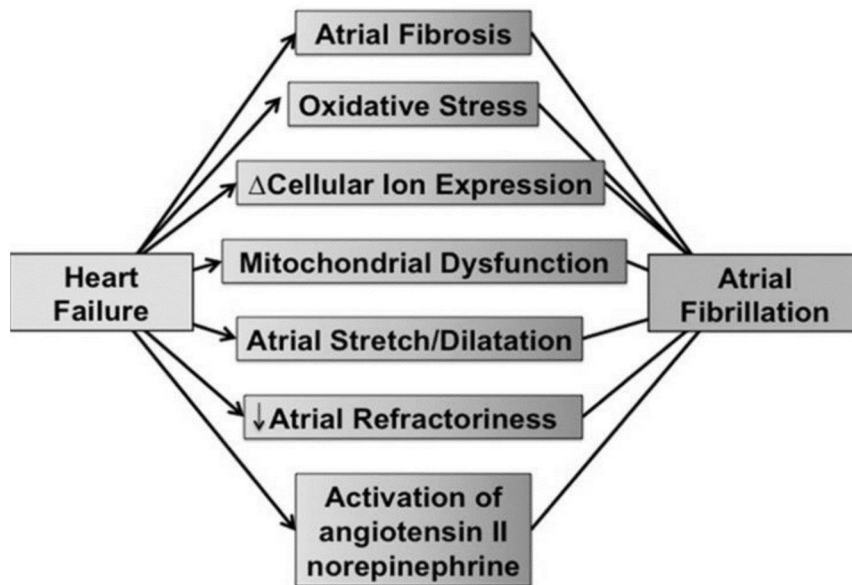 Atrial Fibrosis
Oxidative Stress
∆Cellular Ion Expression
Mitochondrial Dysfunction
Heart
Failure
Atrial
Fibrillation
Atrial Stretch/Dilatation
↓Atrial Refractoriness
Activation of
angiotensin II
norepinephrine